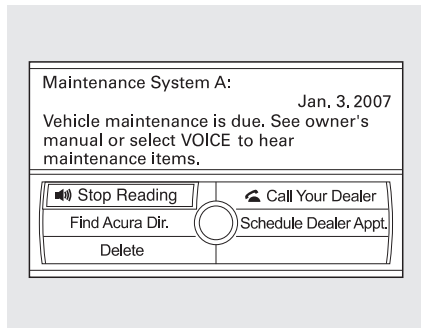 Maintenance System A:
Jan. 3, 2007
Vehicle maintenance is due. See owner's
manual or select VOICE to hear
maintenance items.
Stop Reading
Call Your Dealer
Find Acura Dir.
Schedule Dealer Appt.
Delete